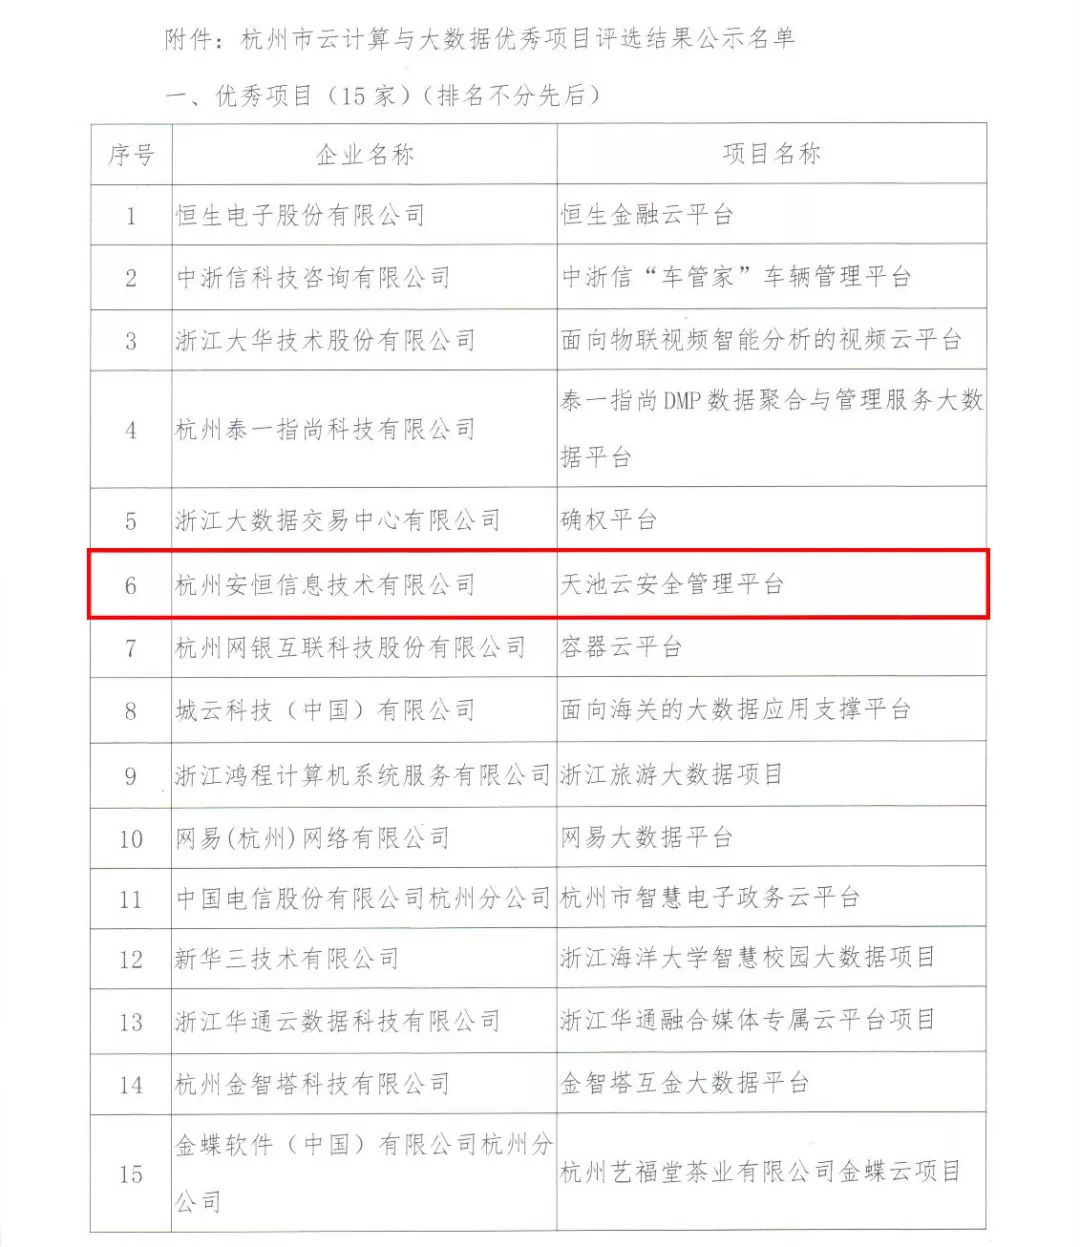 附件：杭州市云计算与大数据优秀项目评选结果公示名单
一、优秀项目（15家）（排名不分先后）
序号 企业名称 项目名称
1 恒生电子股份有限公司 恒生金融云平台
2 中浙信科技咨询有限公司 中浙信“车管家”车辆管理平台
3 浙江大华技术股份有限公司 面向物联视频智能分析的视频云平台
4 杭州泰一指尚科技有限公司 泰一指尚DMP数据聚合与管理服务大数
据平台
5 浙江大数据交易中心有限公司 确权平台
6 杭州安恒信息技术有限公司 天池云安全管理平台
7 杭州网银互联科技股份有限公司 容器云平台
8 城云科技（中国）有限公司 面向海关的大数据应用支撑平台
9 浙江鸿程计算机系统服务有限公司 浙江旅游大数据项目
10 网易(杭州)网络有限公司 网易大数据平台
11 中国电信股份有限公司杭州分公司 杭州市智慧电子政务云平台
12 新华三技术有限公司 浙江海洋大学智慧校园大数据项目
13 浙江华通云数据科技有限公司 浙江华通融合媒体专属云平台项目
14 杭州金智塔科技有限公司 金智塔互金大数据平台
15 金蝶软件（中国）有限公司杭州分
公司 杭州艺福堂茶业有限公司金蝶云项目